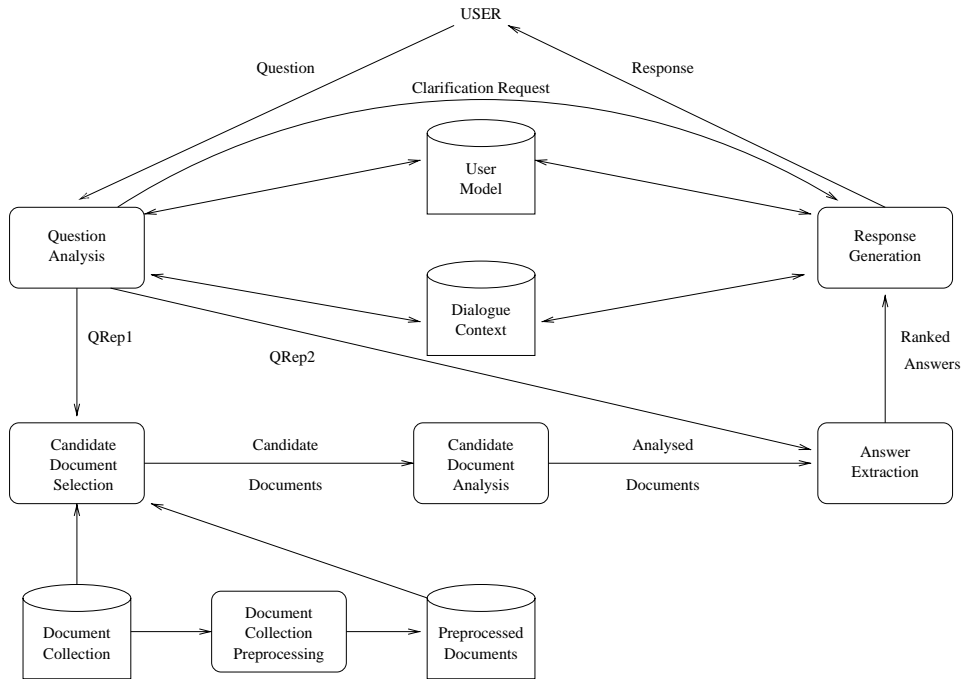 USER
Question
Response
Clarification Request
User
Model
Question
Analysis
Response
Generation
Dialogue
Context
QRep1
QRep2
Ranked
Answers
Candidate
Document
Selection
Candidate
Documents
Candidate
Document
Analysis
Analysed
Documents
Answer
Extraction
Document
Collection
Document
Collection
Preprocessing
Preprocessed
Documents